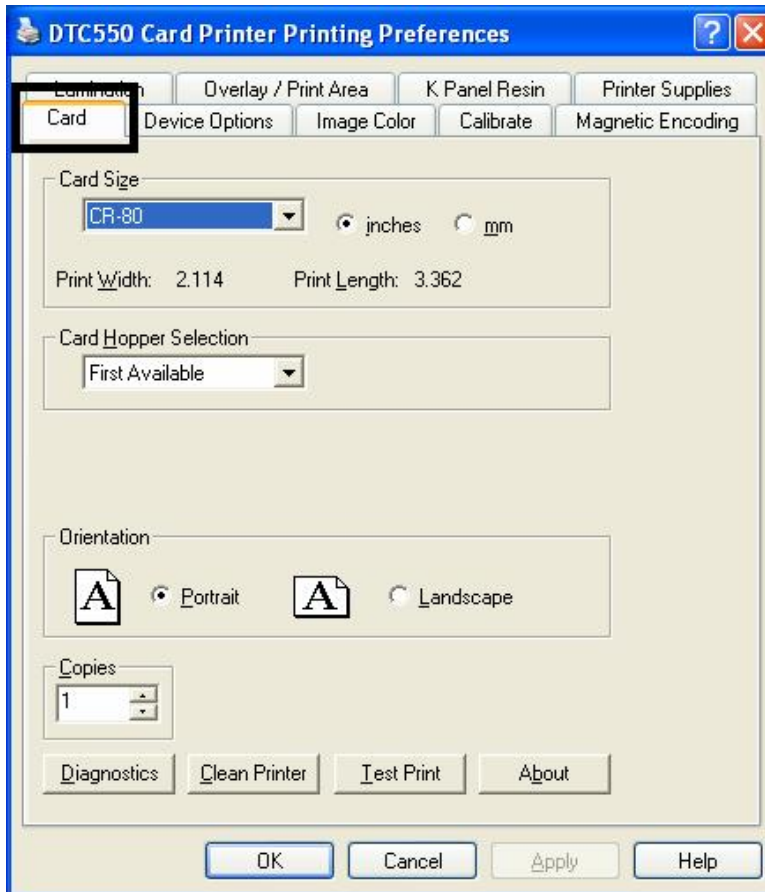 DTC550 Card Printer Printing Preferences
Lamination Overlay / Print Area K Panel Resin Printer Supplies
Card Device Options Image Color Calibrate Magnetic Encoding
Card Size
CR-80 inches mm
Print Width: 2.114 Print Length: 3.362
Card Hopper Selection
First Available
Orientation
A Portrait A Landscape
Copies
1
Diagnostics Clean Printer Test Print About
OK Cancel Apply Help